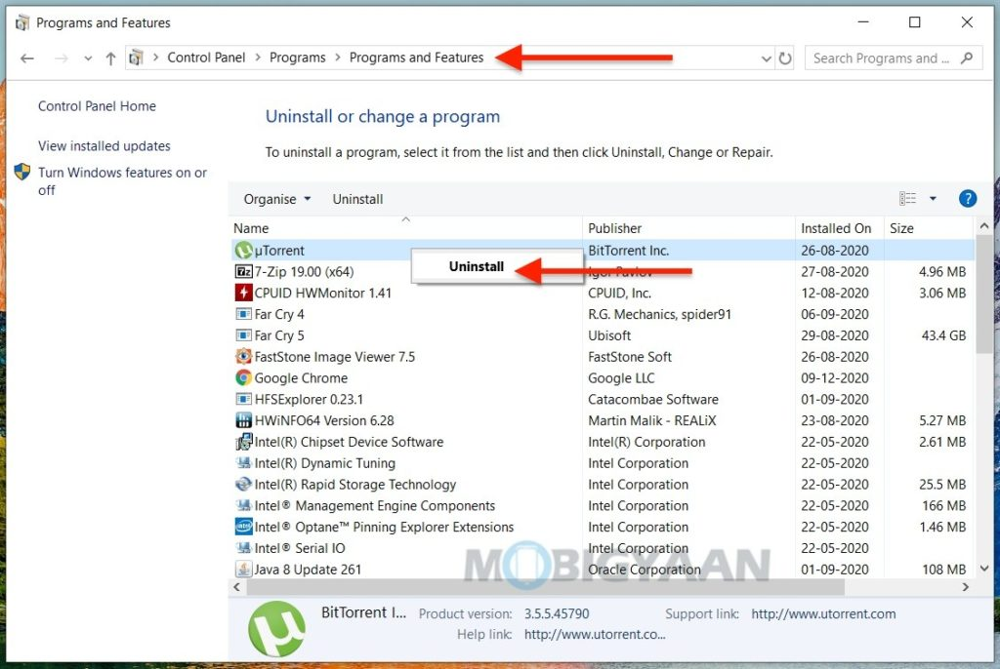 Programs and Features
Control Panel > Programs > Programs and Features
Search Programs and ...
Control Panel Home
View installed updates
Turn Windows features on or
off
Uninstall or change a program
To uninstall a program, select it from the list and then click Uninstall, Change or Repair.
Organise Uninstall ?
Name Publisher Installed On Size
µTorrent BitTorrent Inc. 26-08-2020
Uninstall
7-Zip 19.00 (x64) Igor Pavlov 27-08-2020 4.96 MB
CPUID HWMonitor 1.41 CPUID, Inc. 12-08-2020 3.06 MB
Far Cry 4 R.G. Mechanics, spider91 06-09-2020
Far Cry 5 Ubisoft 29-08-2020 43.4 GB
FastStone Image Viewer 7.5 FastStone Soft 26-08-2020
Google Chrome Google LLC 09-12-2020
HFSExplorer 0.23.1 Catacombae Software 01-09-2020
HWiNFO64 Version 6.28 Martin Malik - REALiX 23-08-2020 5.27 MB
Intel(R) Chipset Device Software Intel(R) Corporation 22-05-2020 2.61 MB
Intel(R) Dynamic Tuning Intel Corporation 22-05-2020
Intel(R) Rapid Storage Technology Intel Corporation 22-05-2020 25.5 MB
Intel® Management Engine Components Intel Corporation 22-05-2020 166 MB
Intel® Optane™ Pinning Explorer Extensions Intel Corporation 22-05-2020 1.46 MB
Intel® Serial IO Intel Corporation 22-05-2020
Java 8 Update 261 Oracle Corporation 01-09-2020 108 MB
MOBIGYAAN
BitTorrent I... Product version: 3.5.5.45790 Support link: http://www.utorrent.com
Help link: http://www.utorrent.co...